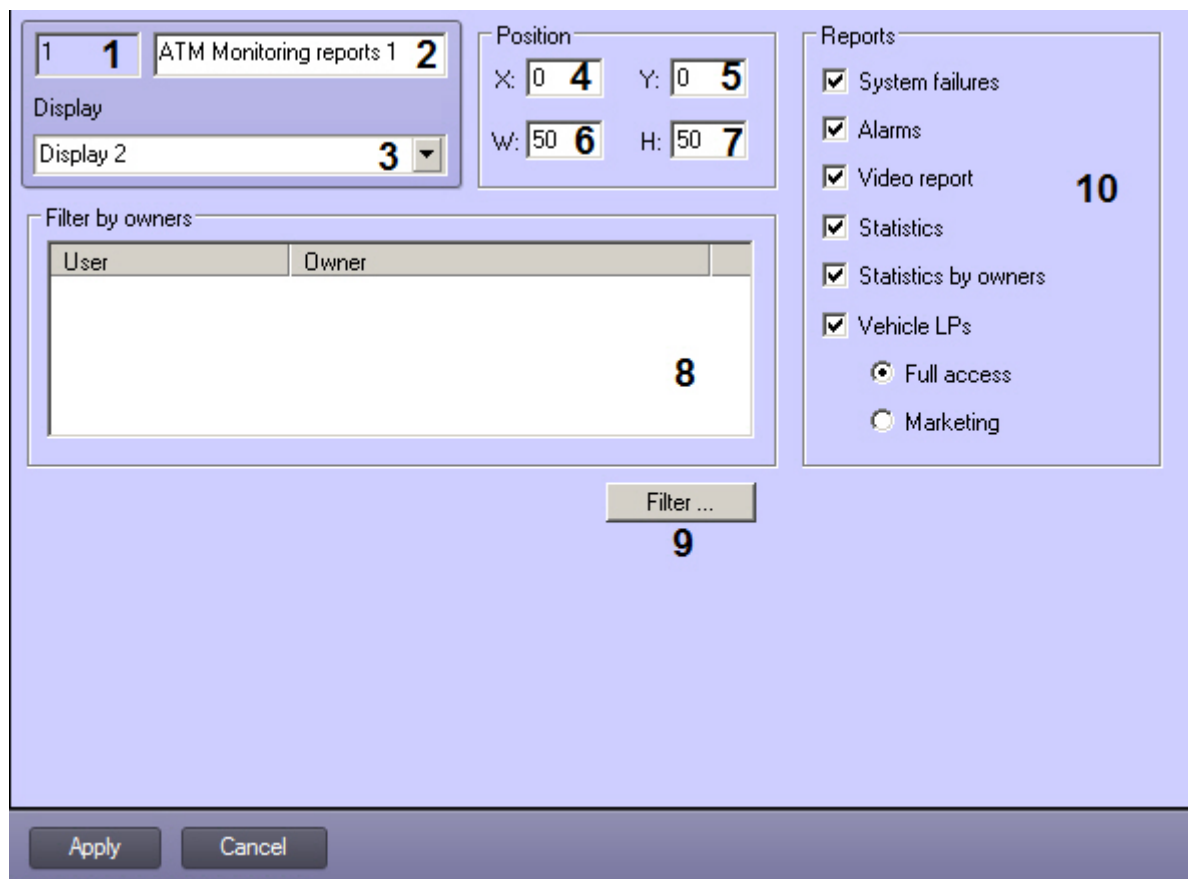 1 1 ATM Monitoring reports 1 2
Display
Display 2 3
Position
X: 0 4 Y: 0 5
W: 50 6 H: 50 7
Filter by owners
User Owner
8
Filter ...
9
Reports
System failures
Alarms
Video report
10
Statistics
Statistics by owners
Vehicle LPs
Full access
Marketing
Apply Cancel